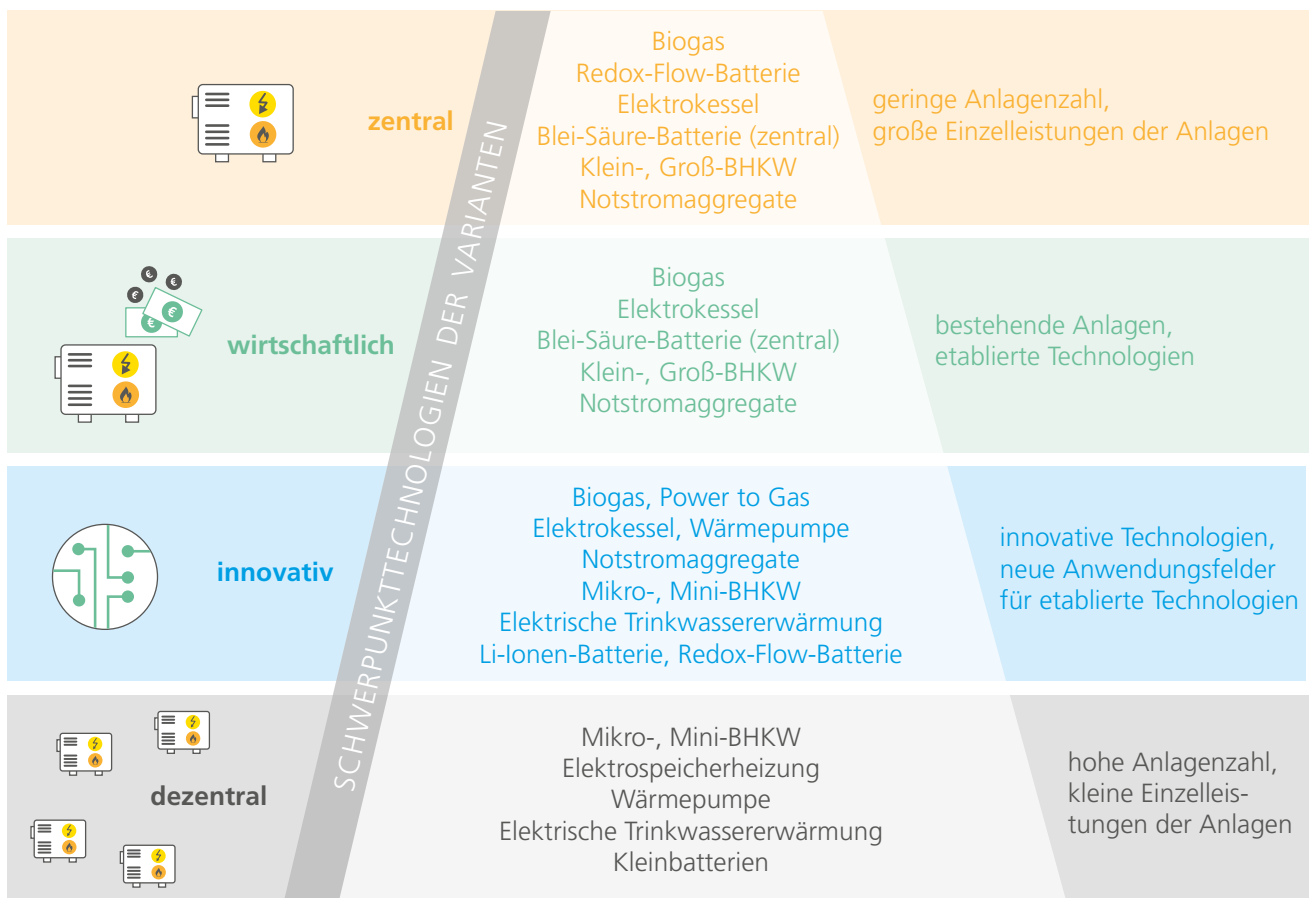 SCHWERPUNKTTECHNOLOGIEN DER VARIANTEN
zentral
Biogas
Redox-Flow-Batterie
Elektrokessel
Blei-Säure-Batterie (zentral)
Klein-, Groß-BHKW
Notstromaggregate
geringe Anlagenzahl,
große Einzelleistungen der Anlagen
€ €
€ €
€
wirtschaftlich
Biogas
Elektrokessel
Blei-Säure-Batterie (zentral)
Klein-, Groß-BHKW
Notstromaggregate
bestehende Anlagen,
etablierte Technologien
innovativ
Biogas, Power to Gas
Elektrokessel, Wärmepumpe
Notstromaggregate
Mikro-, Mini-BHKW
Elektrische Trinkwassererwärmung
Li-Ionen-Batterie, Redox-Flow-Batterie
innovative Technologien,
neue Anwendungsfelder
für etablierte Technologien
dezentral
Mikro-, Mini-BHKW
Elektrospeicherheizung
Wärmepumpe
Elektrische Trinkwassererwärmung
Kleinbatterien
hohe Anlagenzahl,
kleine Einzelleis-
tungen der Anlagen